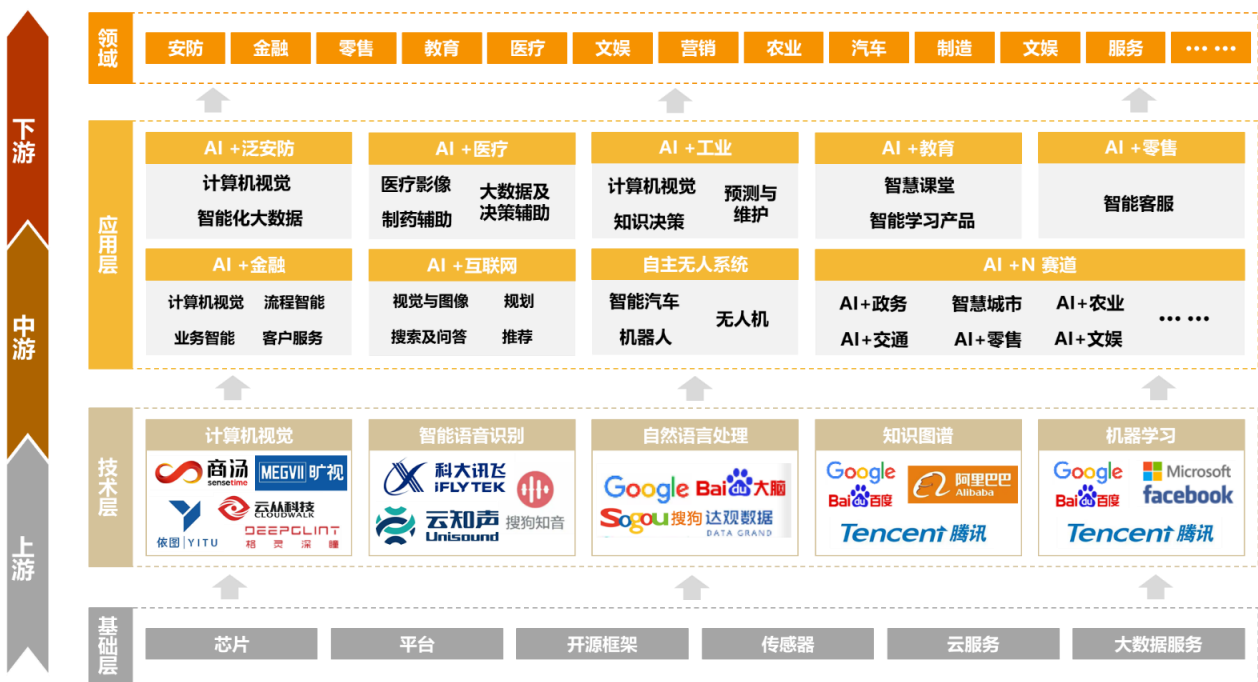 下游
中游
上游
领域
安防
金融
零售
教育
医疗
文娱
营销
农业
汽车
制造
文娱
服务
... ...
应用层
AI +泛安防
计算机视觉
智能化大数据
AI +医疗
医疗影像
制药辅助
大数据及
决策辅助
AI +工业
计算机视觉
知识决策
预测与
维护
AI +教育
智慧课堂
智能学习产品
AI +零售
智能客服
AI +金融
计算机视觉
流程智能
业务智能
客户服务
AI +互联网
视觉与图像
规划
搜索及问答
推荐
自主无人系统
智能汽车
机器人
无人机
AI +N 赛道
AI+政务
智慧城市
AI+农业
AI+交通
AI+零售
AI+文娱
... ...
技术层
计算机视觉
商汤
sensetime
MEGVII 旷视
依图 | YITU
云从科技
CLOUDWALK
DEEPGLINT
格灵深瞳
智能语音识别
科大讯飞
iFLYTEK
云知声
Unisound
搜狗知音
自然语言处理
Google
Bai du 大脑
Sogou 搜狗
达观数据
DATA GRAND
知识图谱
Google
Bai du 百度
阿里巴巴
Alibaba
Tencent 腾讯
机器学习
Google
Microsoft
Bai du 百度
facebook
Tencent 腾讯
基础层
芯片
平台
开源框架
传感器
云服务
大数据服务